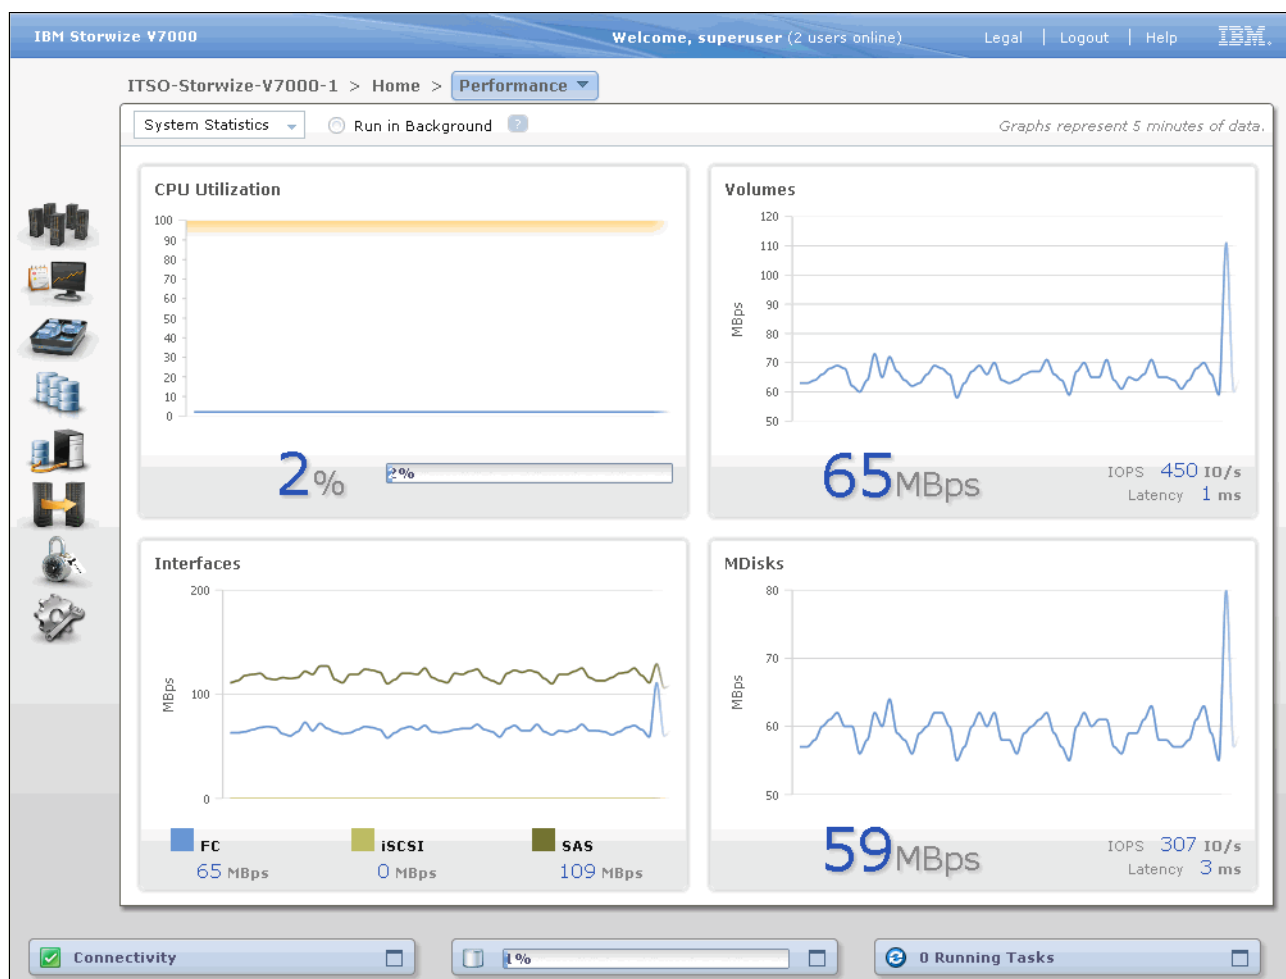 IBM Storwize V7000
Welcome, superuser (2 users online)
Legal | Logout | Help
IBM.
ITSO-Storwize-V7000-1 > Home > Performance
System Statistics
Run in Background
?
Graphs represent 5 minutes of data.
CPU Utilization
100
90
80
70
60
50
40
30
20
10
0
2%
2%
Volumes
120
110
100
90
80
70
60
50
MBps
65MBps
IOPS 450 IO/s
Latency 1 ms
Interfaces
200
100
0
MBps
FC
65 MBps
iSCSI
0 MBps
SAS
109 MBps
MDisks
80
70
60
50
MBps
59MBps
IOPS 307 IO/s
Latency 3 ms
Connectivity
1%
0 Running Tasks